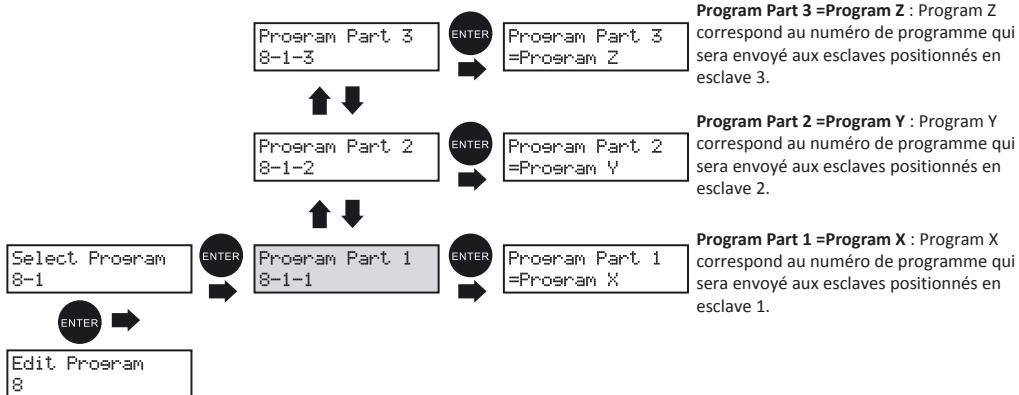 Program Part 3
8-1-3
ENTER
Program Part 3
=Program Z
Program Part 3 =Program Z : Program Z
correspond au numéro de programme qui
sera envoyé aux esclaves positionnés en
esclave 3.
Program Part 2
8-1-2
ENTER
Program Part 2
=Program Y
Program Part 2 =Program Y : Program Y
correspond au numéro de programme qui
sera envoyé aux esclaves positionnés en
esclave 2.
Select Program
8-1
ENTER
Program Part 1
8-1-1
ENTER
Program Part 1
=Program X
Program Part 1 =Program X : Program X
correspond au numéro de programme qui
sera envoyé aux esclaves positionnés en
esclave 1.
ENTER
Edit Program
8